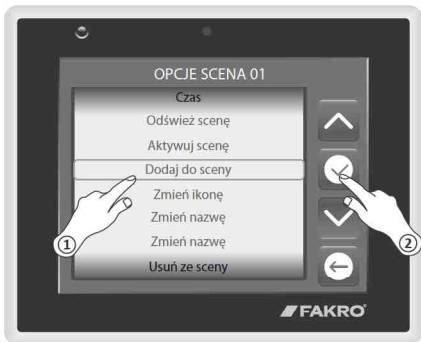 OPCJE SCENA 01
Czas
Odśwież scenę
Aktywuj scenę
Dodaj do sceny
Zmień ikonę
Zmień nazwę
Zmień nazwę
Usuń ze sceny
1
2
FAKRO